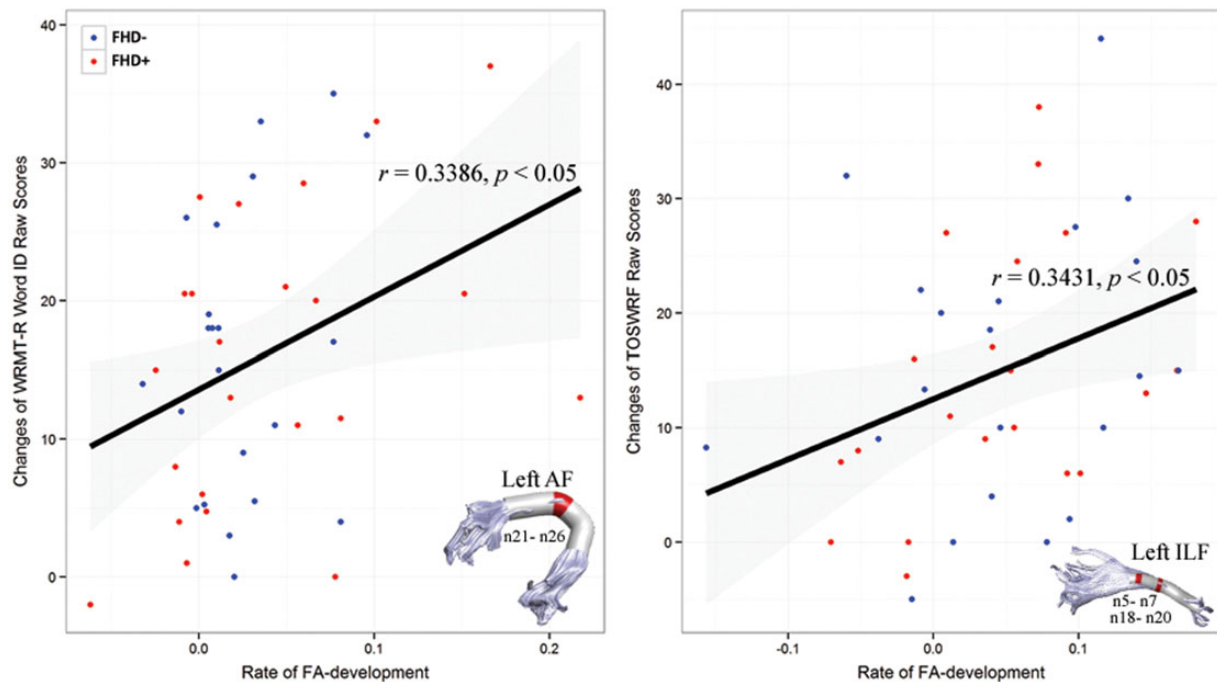 FHD-
FHD+
40
30
20
10
0
Changes of WRMT-R Word ID Raw Scores
r = 0.3386, p < 0.05
Left AF
n21- n26
0.0
0.1
0.2
Rate of FA-development
40
30
20
10
0
Changes of TOSWRF Raw Scores
r = 0.3431, p < 0.05
Left ILF
n5- n7
n18- n20
-0.1
0.0
0.1
Rate of FA-development